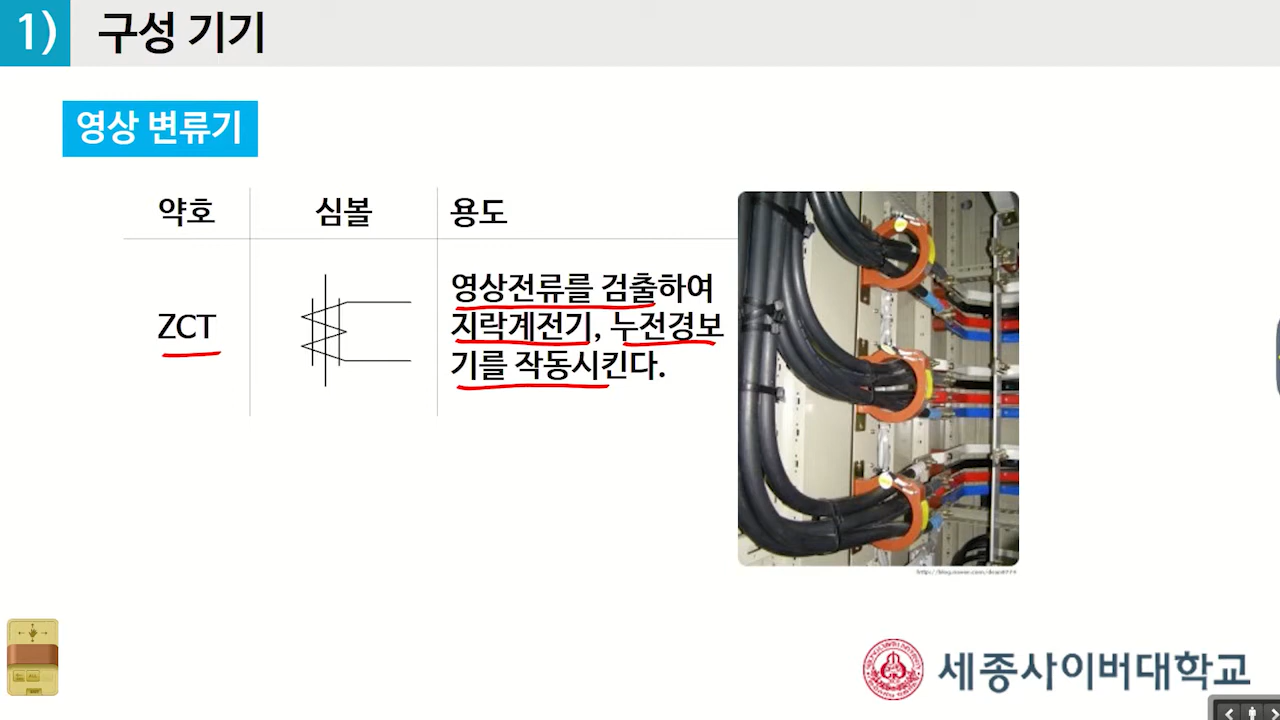 1) 구성 기기
영상 변류기
약호 심볼 용도
ZCT
영상전류를 검출하여
지락계전기, 누전경보
기를 작동시킨다.
세종사이버대학교